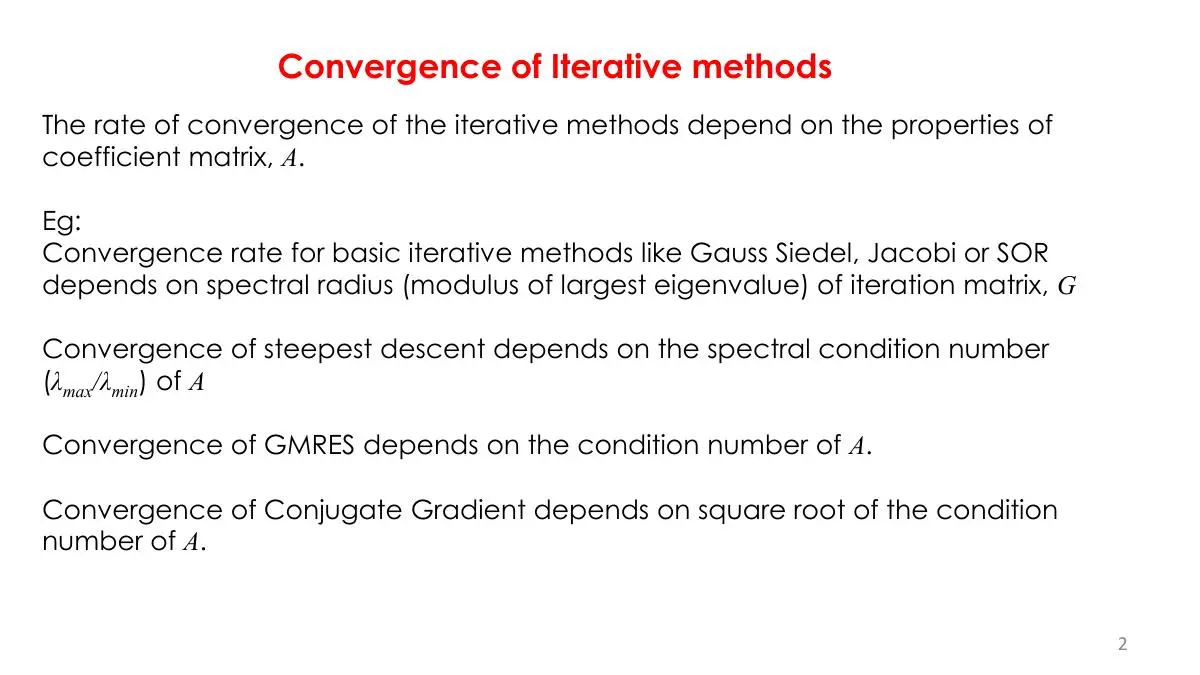 Convergence of Iterative methods
The rate of convergence of the iterative methods depend on the properties of
coefficient matrix, A.
Eg:
Convergence rate for basic iterative methods like Gauss Siedel, Jacobi or SOR
depends on spectral radius (modulus of largest eigenvalue) of iteration matrix, G
Convergence of steepest descent depends on the spectral condition number
(λmax/λmin) of A
Convergence of GMRES depends on the condition number of A.
Convergence of Conjugate Gradient depends on square root of the condition
number of A.
2